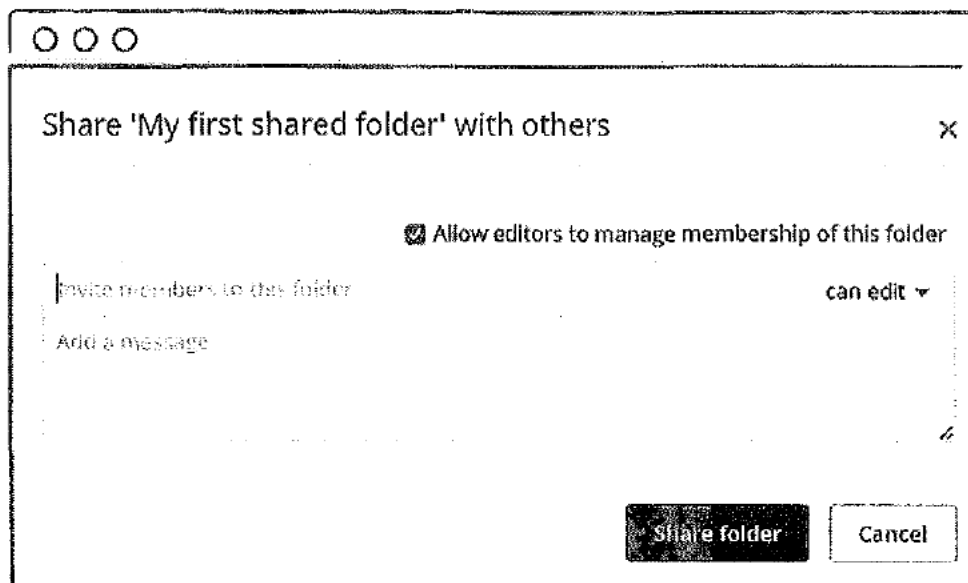 Share 'My first shared folder' with others
Allow editors to manage membership of this folder
Invite members to this folder
can edit
Add a message
Share folder
Cancel